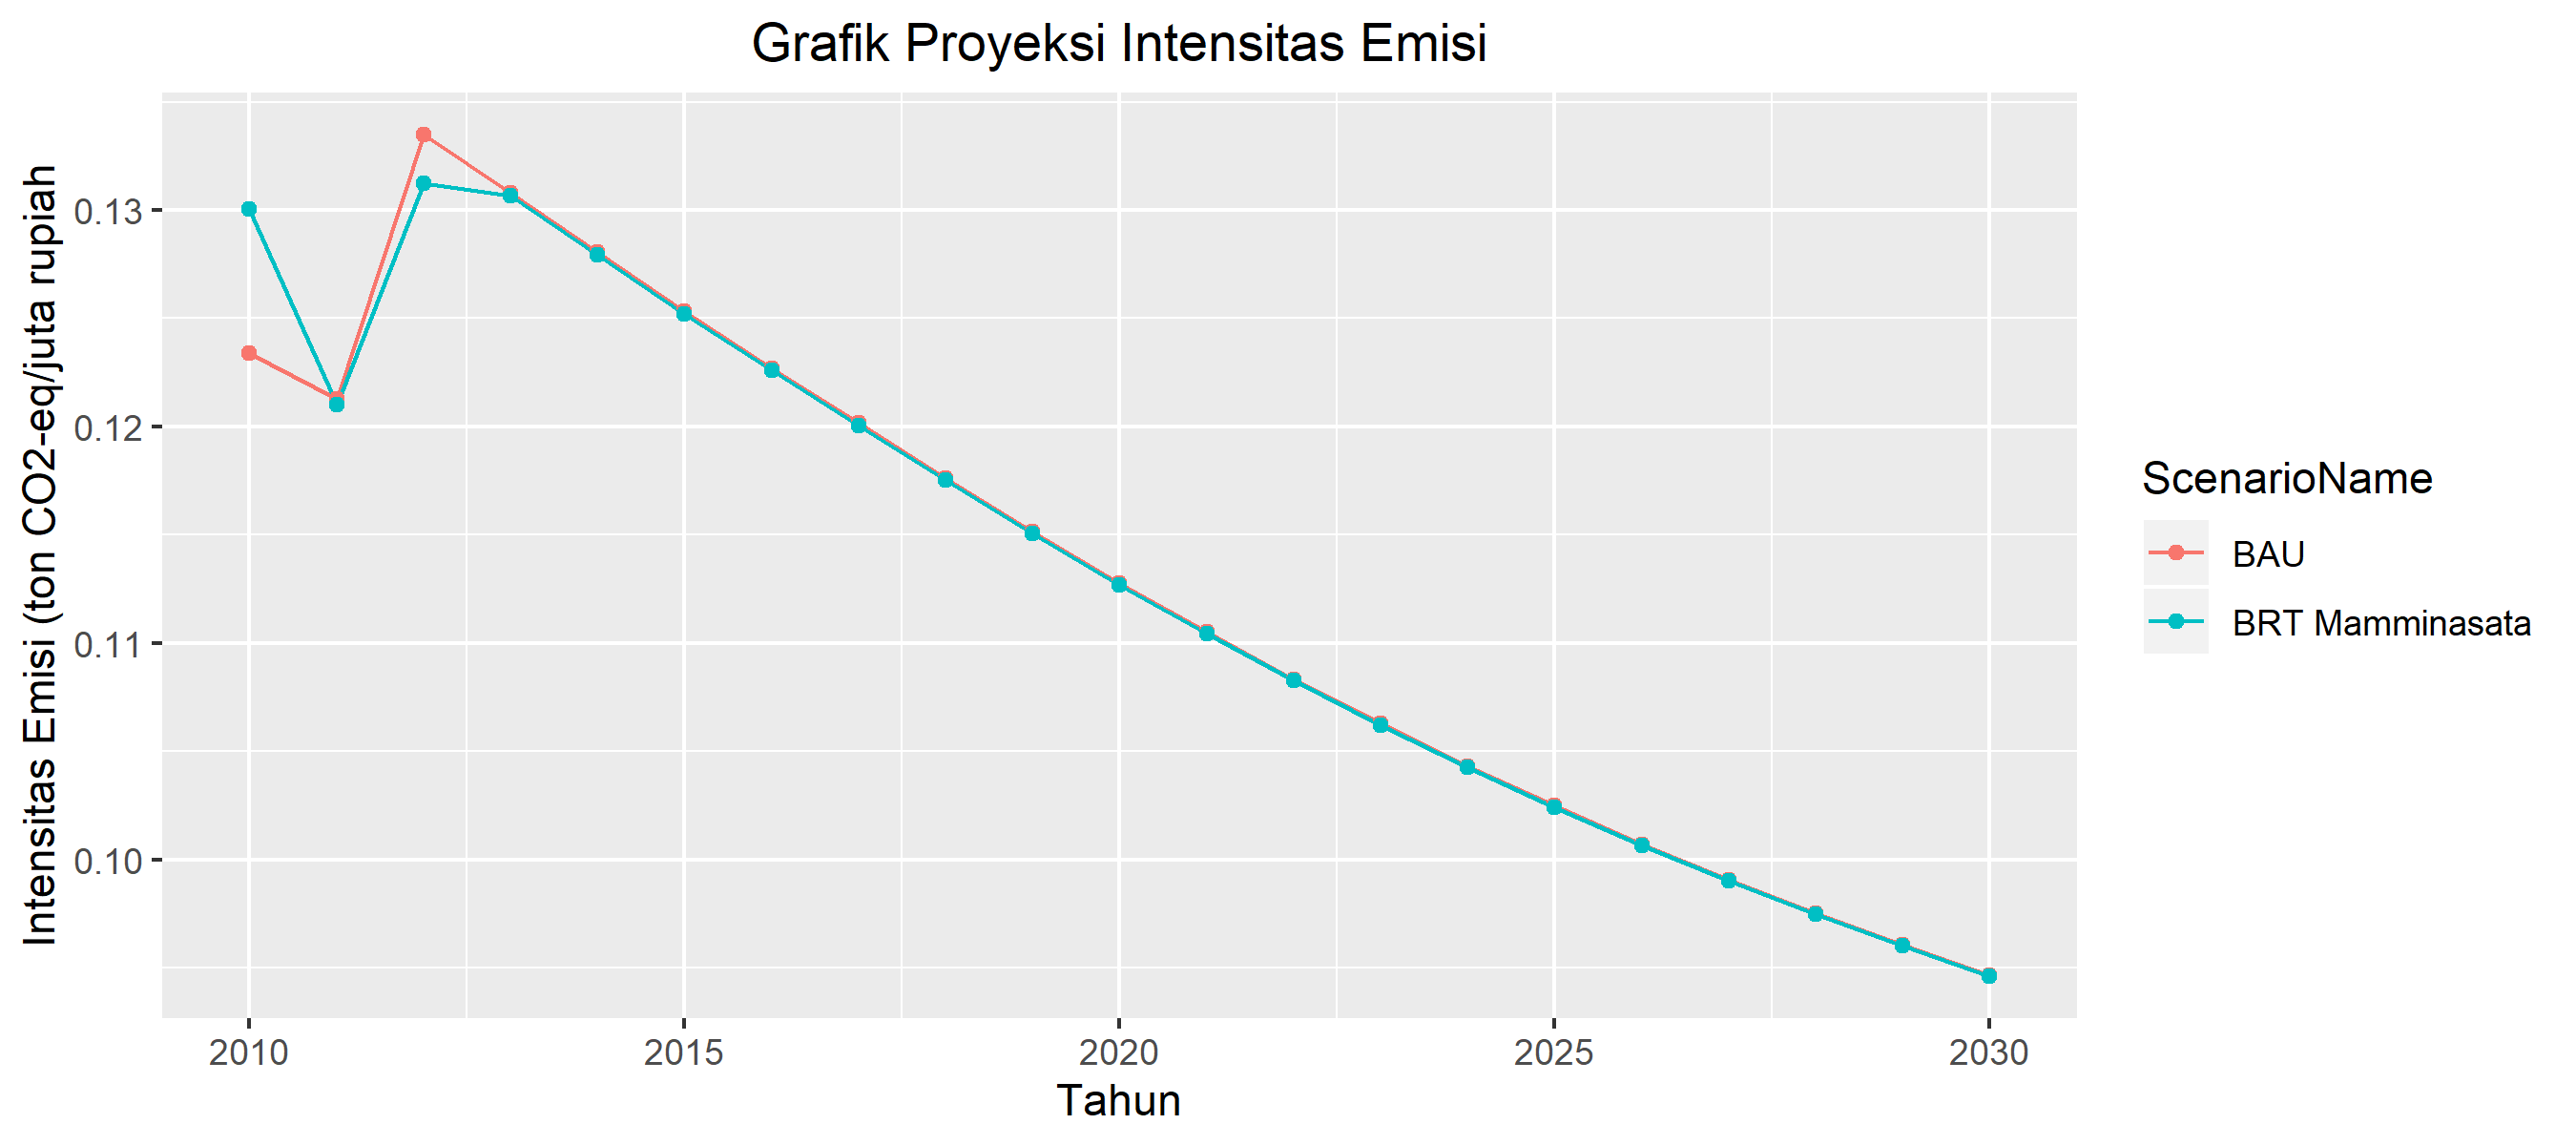 Grafik Proyeksi Intensitas Emisi
Intensitas Emisi (ton CO2-eq/juta rupiah
0.13
0.12
0.11
0.10
2010 2015 2020 2025 2030
Tahun
ScenarioName
BAU
BRT Mamminasata